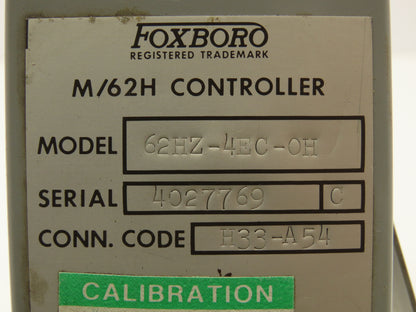 FOXBORO
REGISTERED TRADEMARK
M/62H CONTROLLER
MODEL 62HZ-4EC-OH
SERIAL 4027769 C
CONN. CODE H33-A54
CALIBRATION